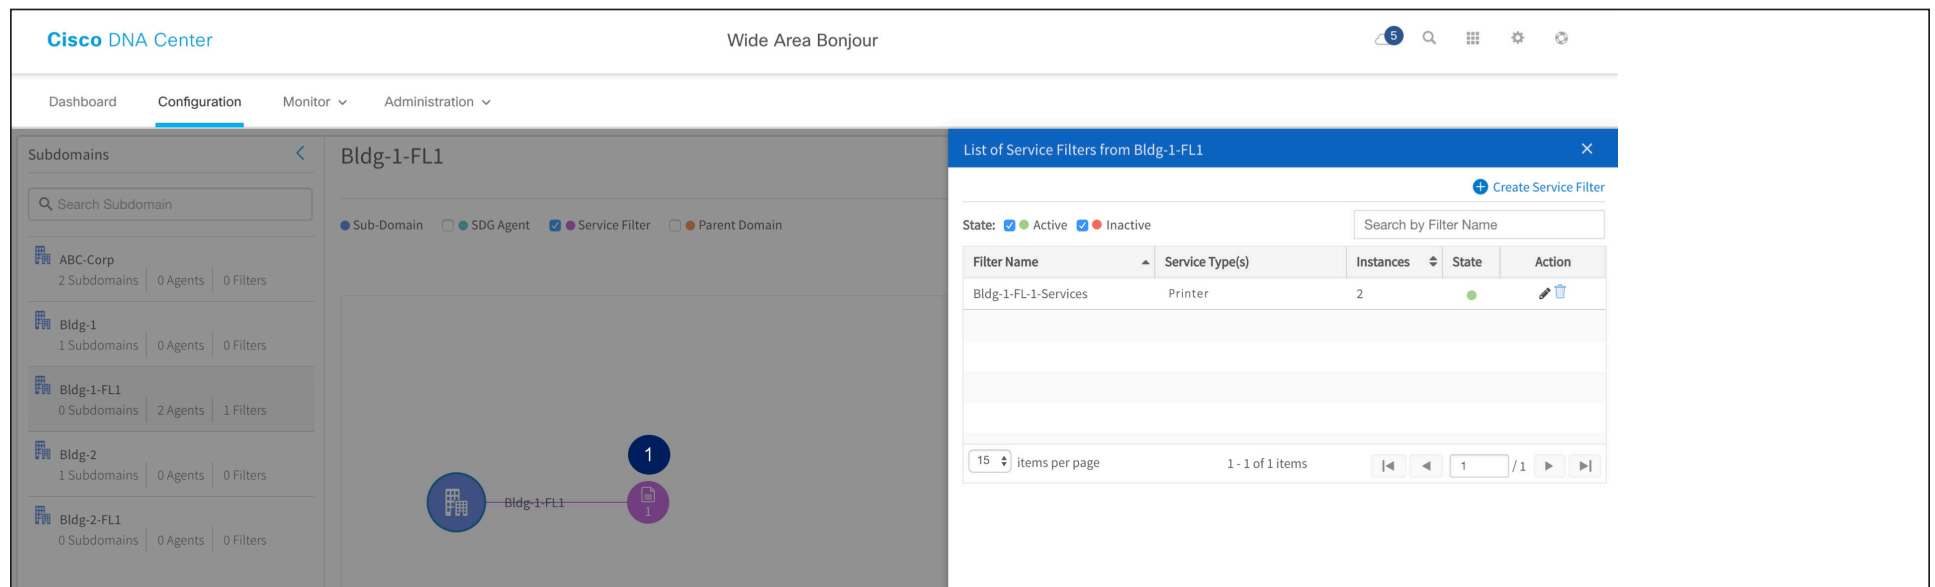 Cisco DNA Center
Wide Area Bonjour
5
Dashboard Configuration Monitor Administration
Subdomains
Search Subdomain
ABC-Corp
2 Subdomains 0 Agents 0 Filters
Bldg-1
1 Subdomains 0 Agents 0 Filters
Bldg-1-FL1
0 Subdomains 2 Agents 1 Filters
Bldg-2
1 Subdomains 0 Agents 0 Filters
Bldg-2-FL1
0 Subdomains 0 Agents 0 Filters
Bldg-1-FL1
Sub-Domain SDG Agent Service Filter Parent Domain
1
Bldg-1-FL1
1
List of Service Filters from Bldg-1-FL1
Create Service Filter
State: Active Inactive
Search by Filter Name
Filter Name Service Type(s) Instances State Action
Bldg-1-FL-1-Services Printer 2
15 items per page 1 - 1 of 1 items 1 / 1